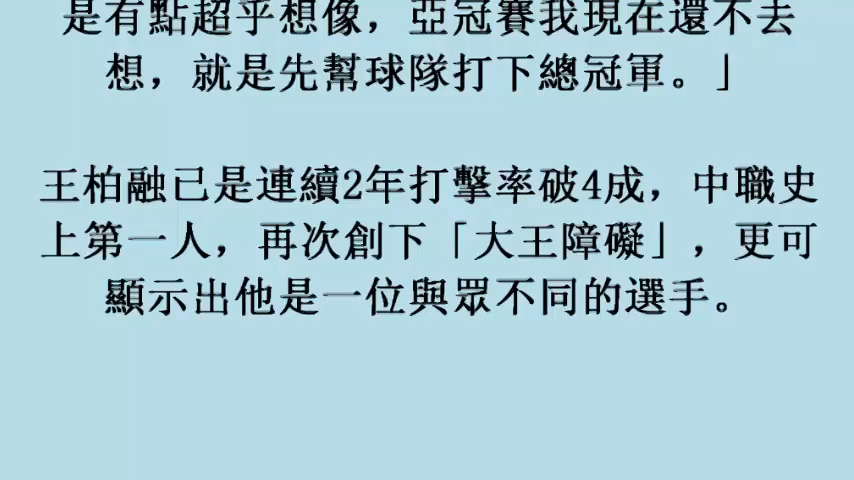 是有點超乎想像，亞冠賽我現在還不去
想，就是先幫球隊打下總冠軍。」
王柏融已是連續2年打擊率破4成，中職史
上第一人，再次創下「大王障礙」，更可
顯示出他是一位與眾不同的選手。